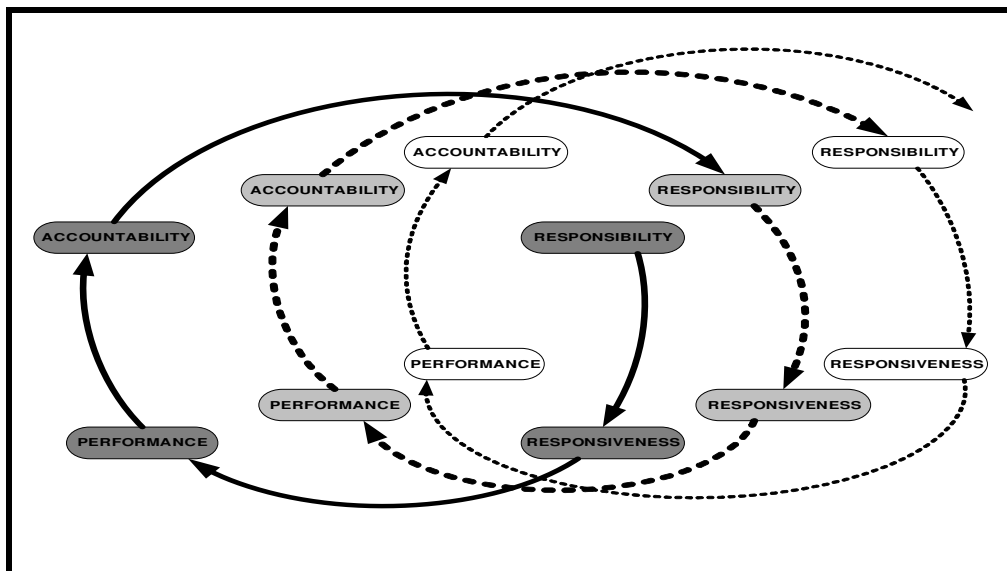 ACCOUNTABILITY
RESPONSIBILITY
ACCOUNTABILITY
RESPONSIBILITY
ACCOUNTABILITY
RESPONSIBILITY
PERFORMANCE
RESPONSIVENESS
PERFORMANCE
RESPONSIVENESS
PERFORMANCE
RESPONSIVENESS